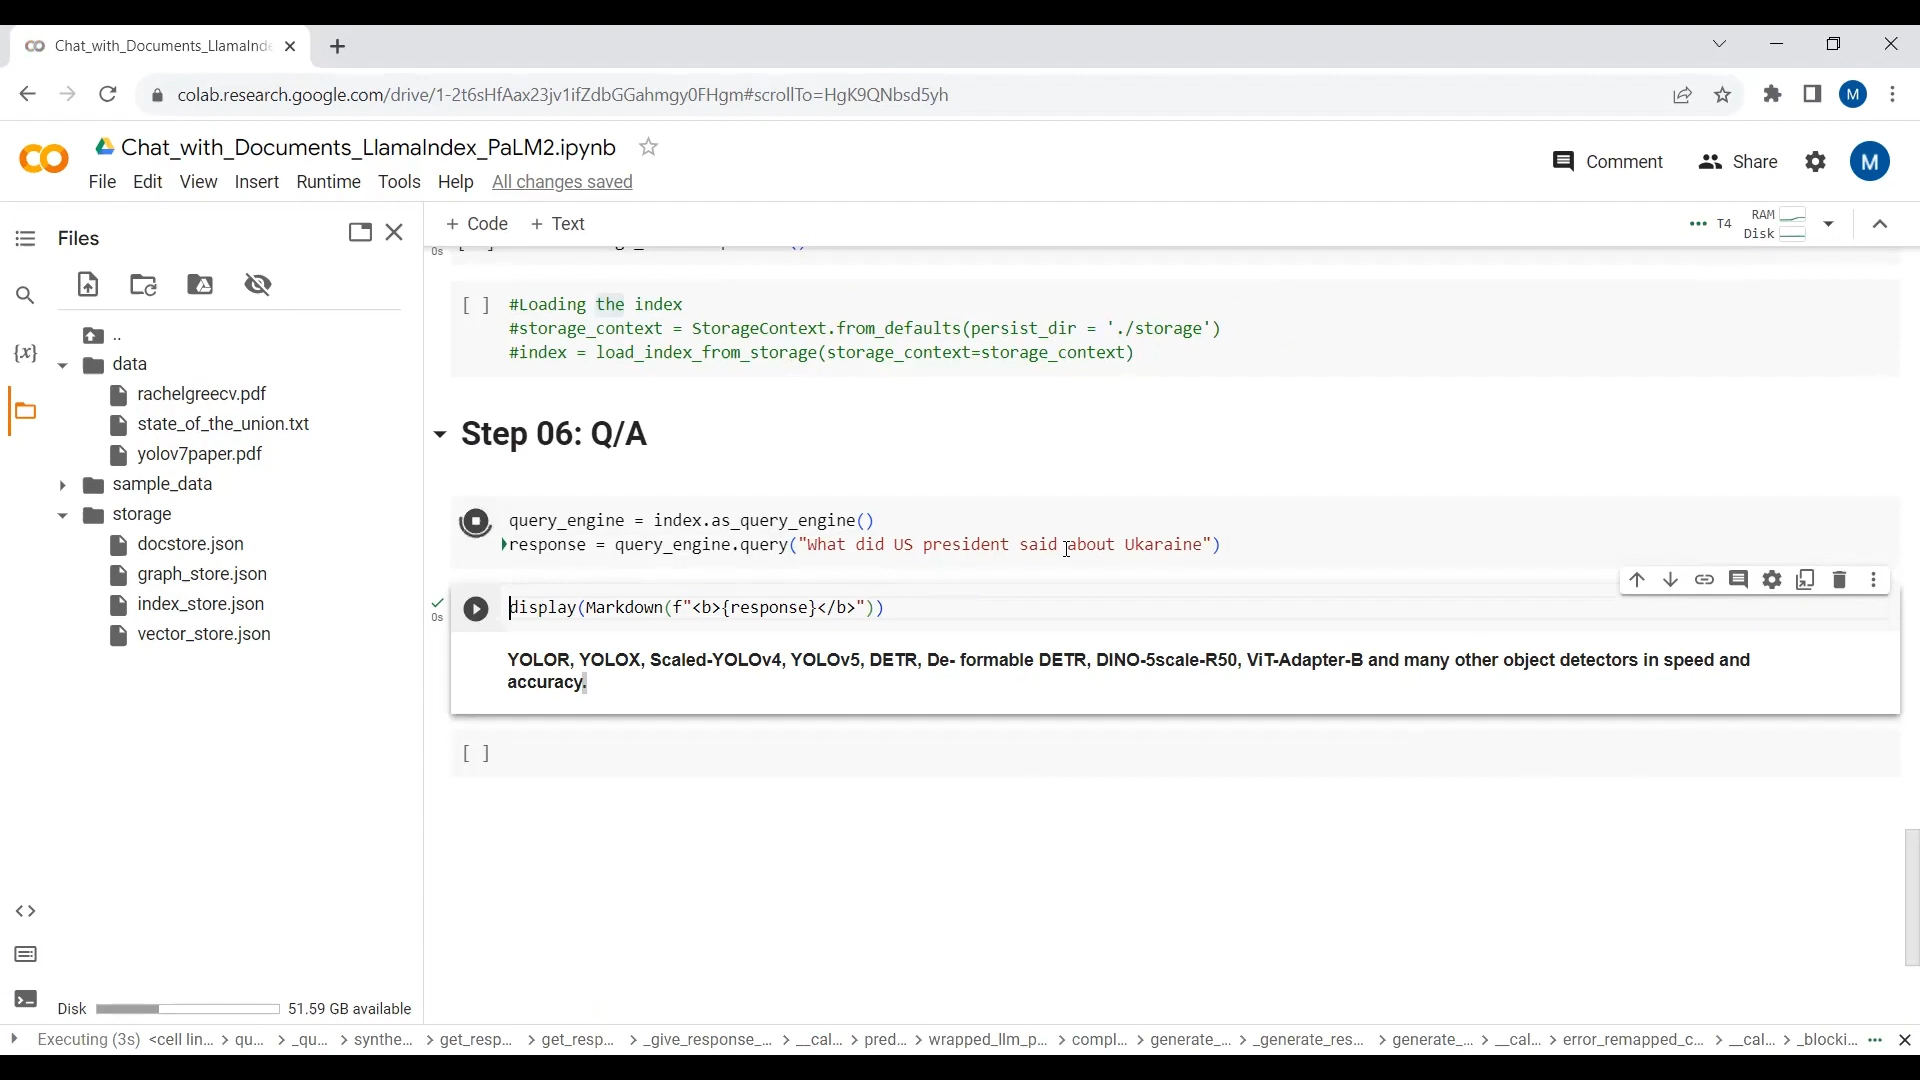 Chat_with_Documents_LlamaInde
colab.research.google.com/drive/1-2t6sHfAax23jv1ifZdbGGahmgy0FHgm#scrollTo=HgK9QNbsd5yh
M
Chat_with_Documents_LlamaIndex_PaLM2.ipynb
File Edit View Insert Runtime Tools Help All changes saved
Comment Share M
Files
+ Code + Text
T4 RAM
Disk
..
data
rachelgreecv.pdf
state_of_the_union.txt
yolov7paper.pdf
sample_data
storage
docstore.json
graph_store.json
index_store.json
vector_store.json
Disk 51.59 GB available
0s
[ ] #Loading the index
#storage_context = StorageContext.from_defaults(persist_dir = './storage')
#index = load_index_from_storage(storage_context=storage_context)
Step 06: Q/A
query_engine = index.as_query_engine()
response = query_engine.query("What did US president said about Ukaraine")
0s
display(Markdown(f"<b>{response}</b>"))
YOLOR, YOLOX, Scaled-YOLOv4, YOLOv5, DETR, De- formable DETR, DINO-5scale-R50, ViT-Adapter-B and many other object detectors in speed and
accuracy.
[ ]
Executing (3s) <cell lin... > qu... > _qu... > synthe... > get_resp... > get_resp... > _give_response_... > __cal... > pred... > wrapped_llm_p... > compl... > generate_... > _generate_res... > generate_... > __cal... > error_remapped_c... > __cal... > _blocki...